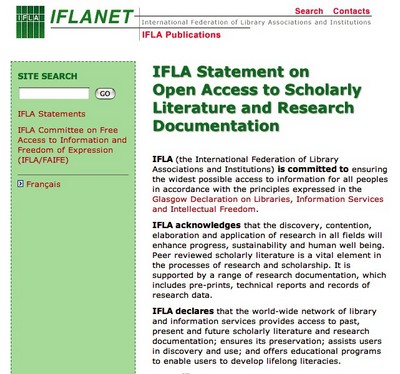 IFLA
IFLANET
Search Contacts
International Federation of Library Associations and Institutions
IFLA Publications
SITE SEARCH
GO
IFLA Statements
IFLA Committee on Free
Access to Information and
Freedom of Expression
(IFLA/FAIFE)
Français
IFLA Statement on
Open Access to Scholarly
Literature and Research
Documentation
IFLA (the International Federation of Library
Associations and Institutions) is committed to ensuring
the widest possible access to information for all peoples
in accordance with the principles expressed in the
Glasgow Declaration on Libraries, Information Services
and Intellectual Freedom.
IFLA acknowledges that the discovery, contention,
elaboration and application of research in all fields will
enhance progress, sustainability and human well being.
Peer reviewed scholarly literature is a vital element in
the processes of research and scholarship. It is
supported by a range of research documentation, which
includes pre-prints, technical reports and records of
research data.
IFLA declares that the world-wide network of library
and information services provides access to past,
present and future scholarly literature and research
documentation; ensures its preservation; assists users
in discovery and use; and offers educational programs
to enable users to develop lifelong literacies.